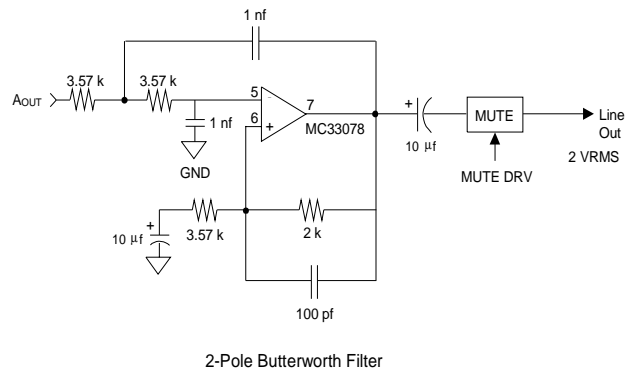 1 nf
3.57 k
3.57 k
AOUT
5
-
7
6
+
MC33078
1 nf
GND
+
10 μf
MUTE
Line
Out
2 VRMS
MUTE DRV
+
10 μf
3.57 k
2 k
100 pf
2-Pole Butterworth Filter